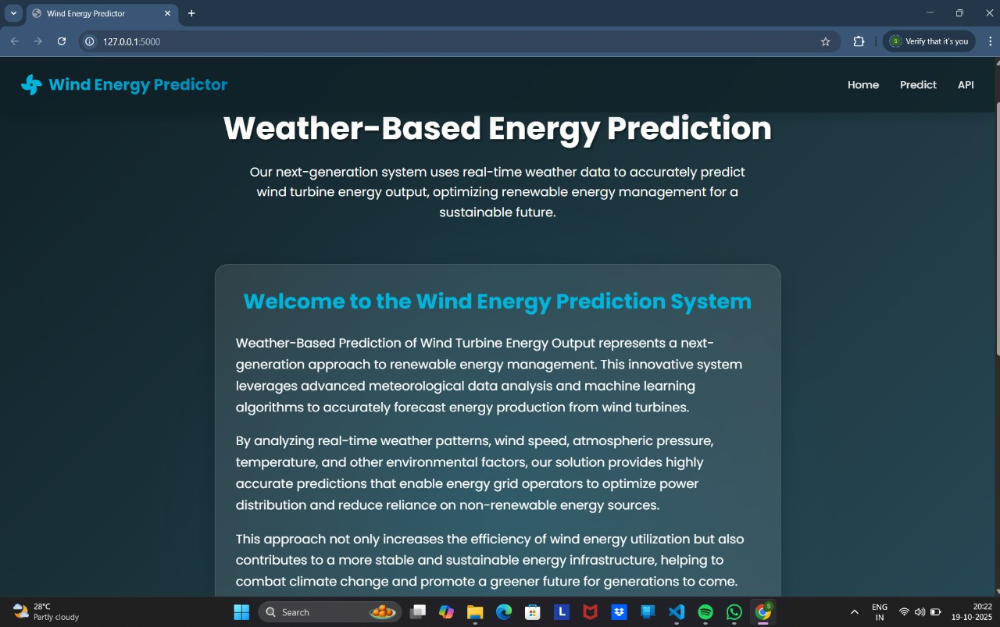 Wind Energy Predictor
127.0.0.1:5000
S
Verify that it's you
Wind Energy Predictor
Home
Predict
API
Weather-Based Energy Prediction
Our next-generation system uses real-time weather data to accurately predict
wind turbine energy output, optimizing renewable energy management for a
sustainable future.
Welcome to the Wind Energy Prediction System
Weather-Based Prediction of Wind Turbine Energy Output represents a next-
generation approach to renewable energy management. This innovative system
leverages advanced meteorological data analysis and machine learning
algorithms to accurately forecast energy production from wind turbines.
By analyzing real-time weather patterns, wind speed, atmospheric pressure,
temperature, and other environmental factors, our solution provides highly
accurate predictions that enable energy grid operators to optimize power
distribution and reduce reliance on non-renewable energy sources.
This approach not only increases the efficiency of wind energy utilization but also
contributes to a more stable and sustainable energy infrastructure, helping to
combat climate change and promote a greener future for generations to come.
28°C
Partly cloudy
Search
L
S
ENG
IN
20:22
19-10-2025